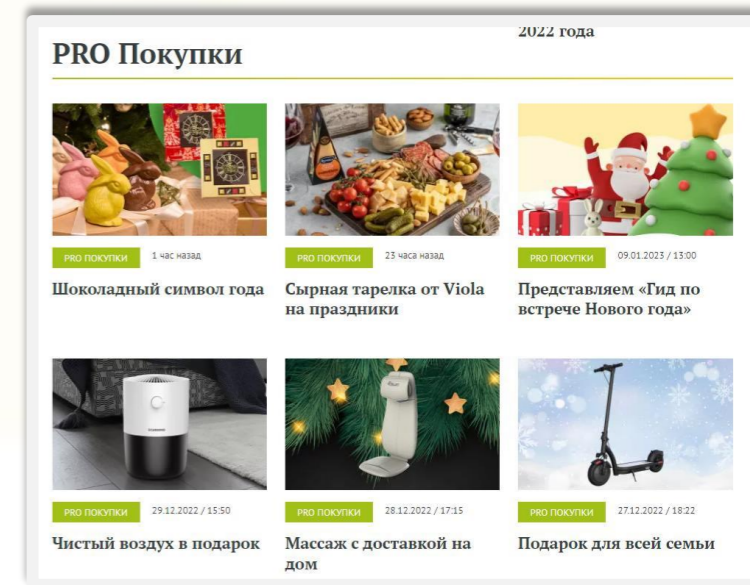 2022 года
PRO Покупки
PRO ПОКУПКИ
1 час назад
Шоколадный символ года
PRO ПОКУПКИ
23 часа назад
Сырная тарелка от Viola
на праздники
PRO ПОКУПКИ
09.01.2023 / 13:00
Представляем «Гид по
встрече Нового года»
PRO ПОКУПКИ
29.12.2022 / 15:50
Чистый воздух в подарок
PRO ПОКУПКИ
28.12.2022 / 17:15
Массаж с доставкой на
дом
PRO ПОКУПКИ
27.12.2022 / 18:22
Подарок для всей семьи